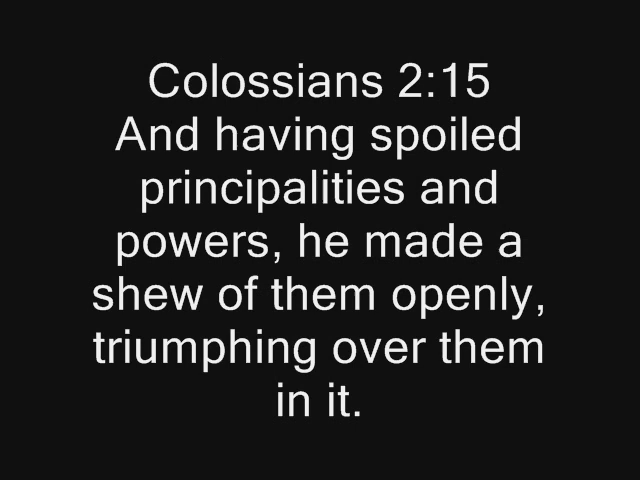 Colossians 2:15
And having spoiled
principalities and
powers, he made a
shew of them openly,
triumphing over them
in it.